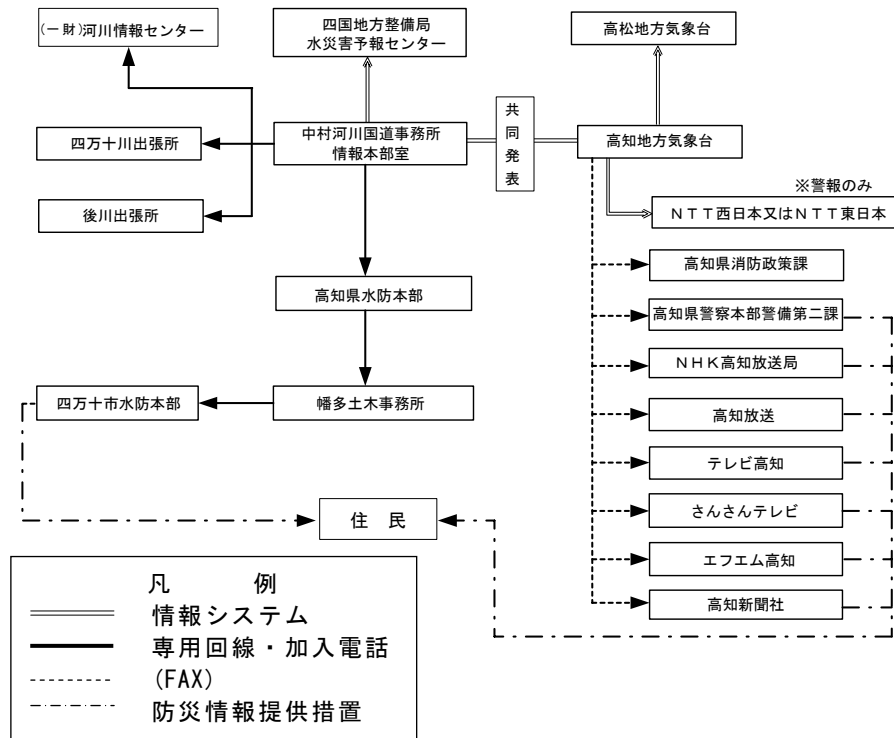 (一財)河川情報センター
四国地方整備局
水災害予報センター
高松地方気象台
四万十川出張所
中村河川国道事務所
情報本部室
共
同
発
表
高知地方気象台
※警報のみ
後川出張所
ＮＴＴ西日本又はＮＴＴ東日本
高知県消防政策課
高知県水防本部
高知県警察本部警備第二課
ＮＨＫ高知放送局
四万十市水防本部
幡多土木事務所
高知放送
テレビ高知
住　民
さんさんテレビ
エフエム高知
高知新聞社
凡　　例
情報システム
専用回線・加入電話
(FAX)
防災情報提供措置